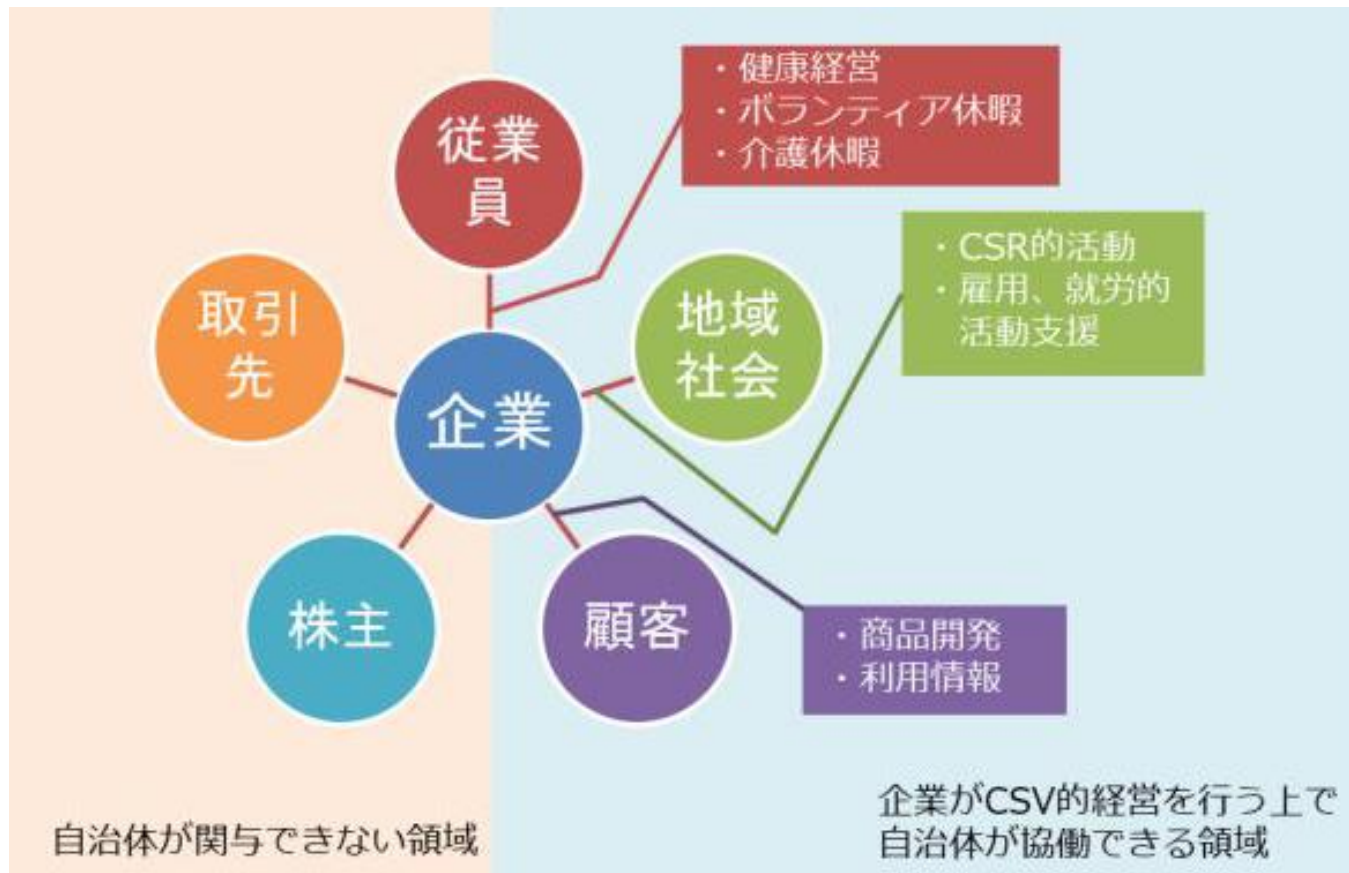 従業
員
・健康経営
・ボランティア休暇
・介護休暇
取引
先
地域
社会
・CSR的活動
・雇用、就労的
活動支援
企業
株主
顧客
・商品開発
・利用情報
自治体が関与できない領域
企業がCSV的経営を行う上で
自治体が協働できる領域